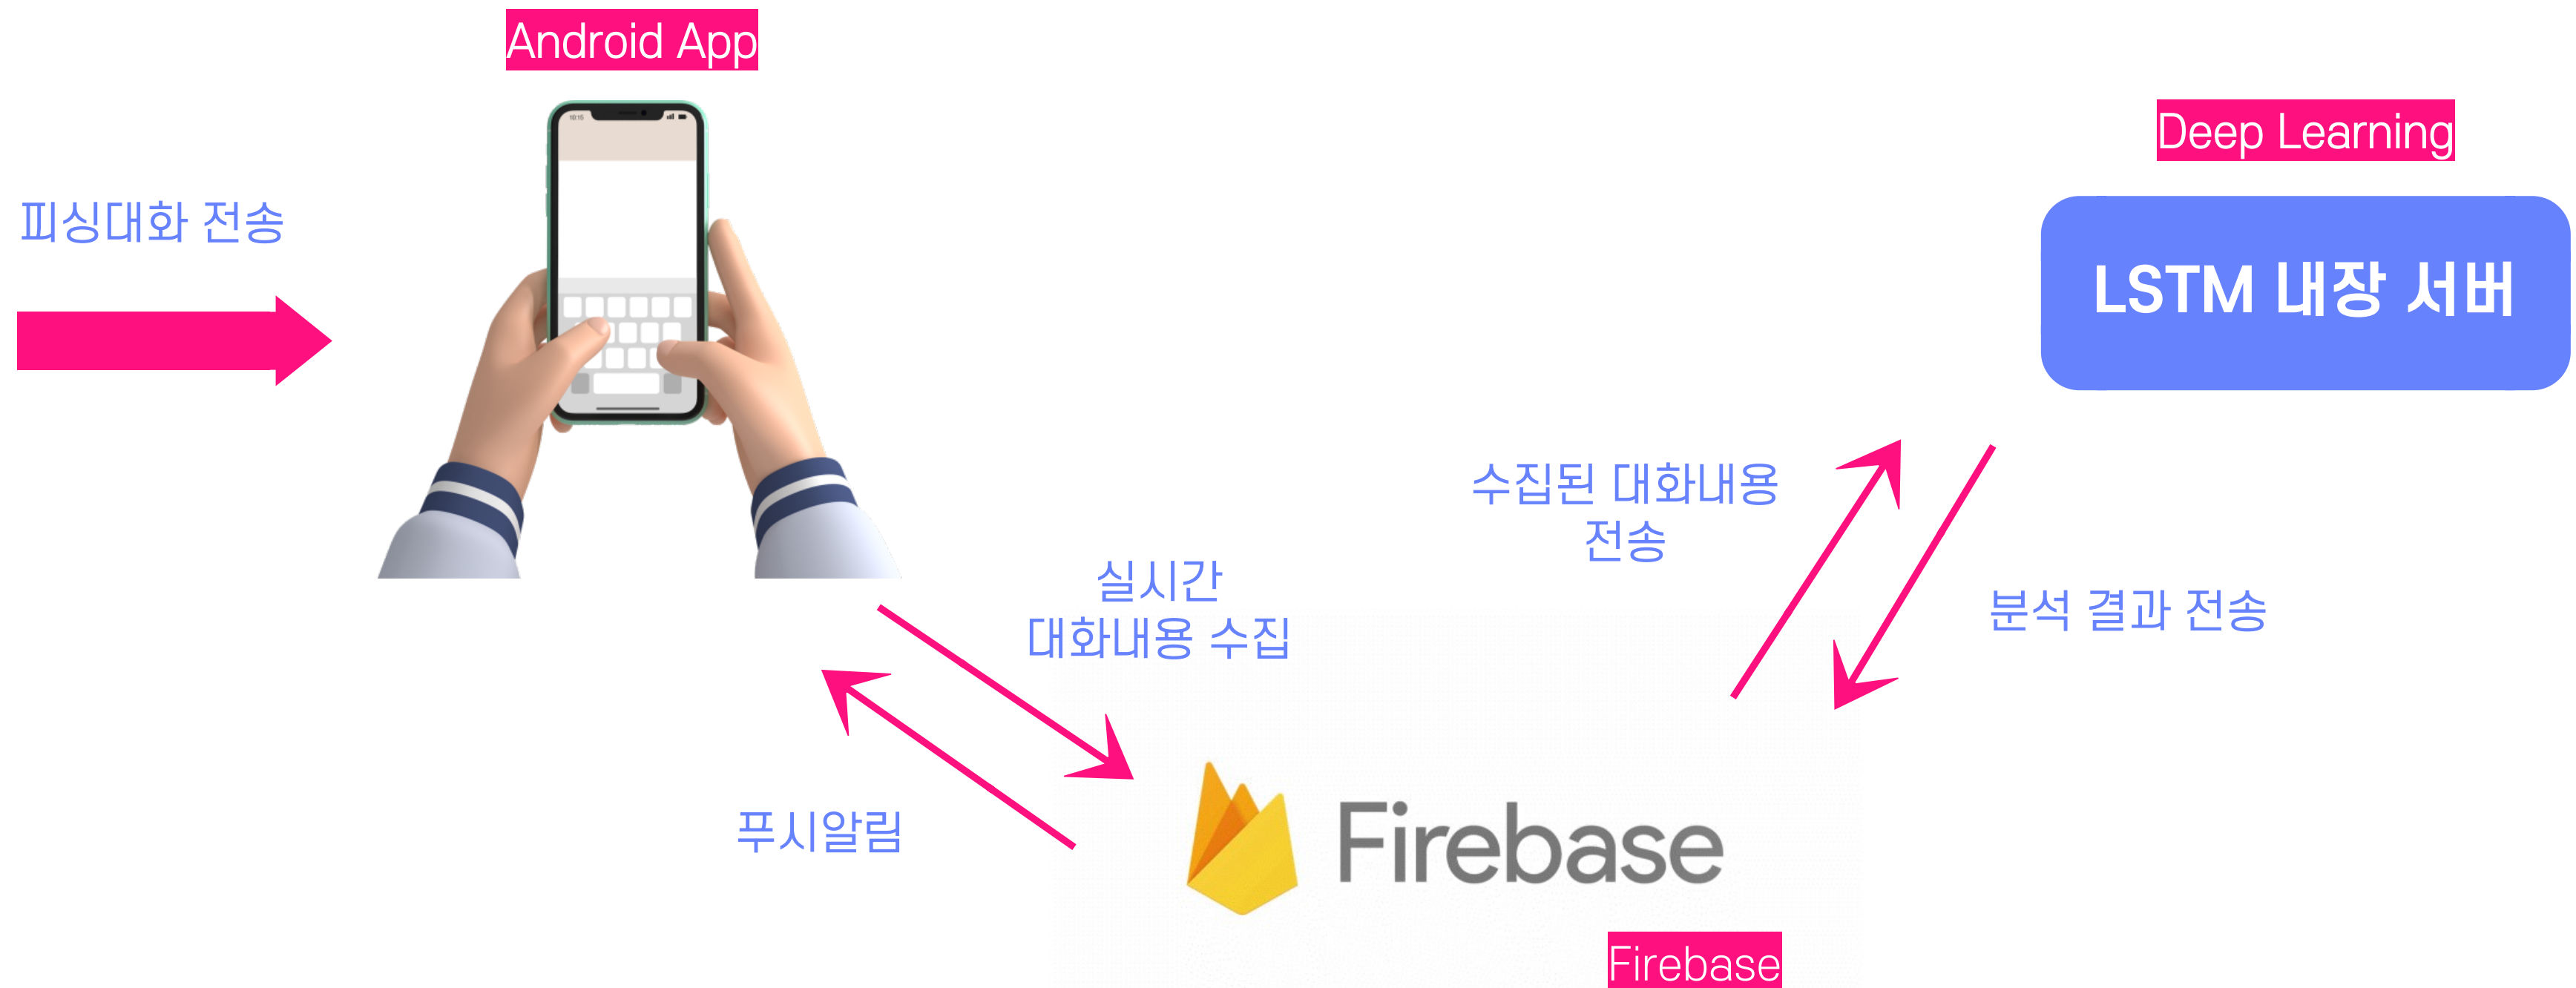 Android App
Deep Learning
피싱대화 전송
10:15
LSTM 내장 서버
수집된 대화내용
전송
실시간
대화내용 수집
분석 결과 전송
푸시알림
Firebase
Firebase